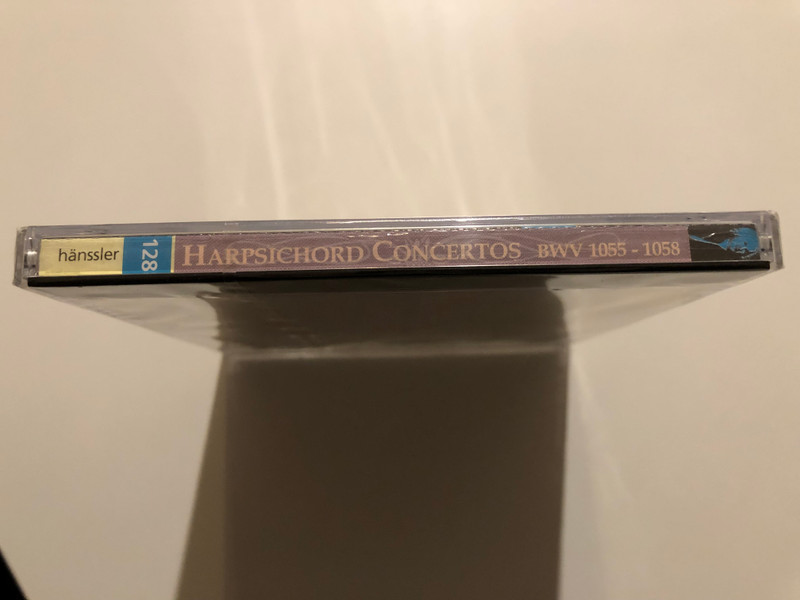 hänssler 128 HARPSICHORD CONCERTOS BWV 1055 - 1058